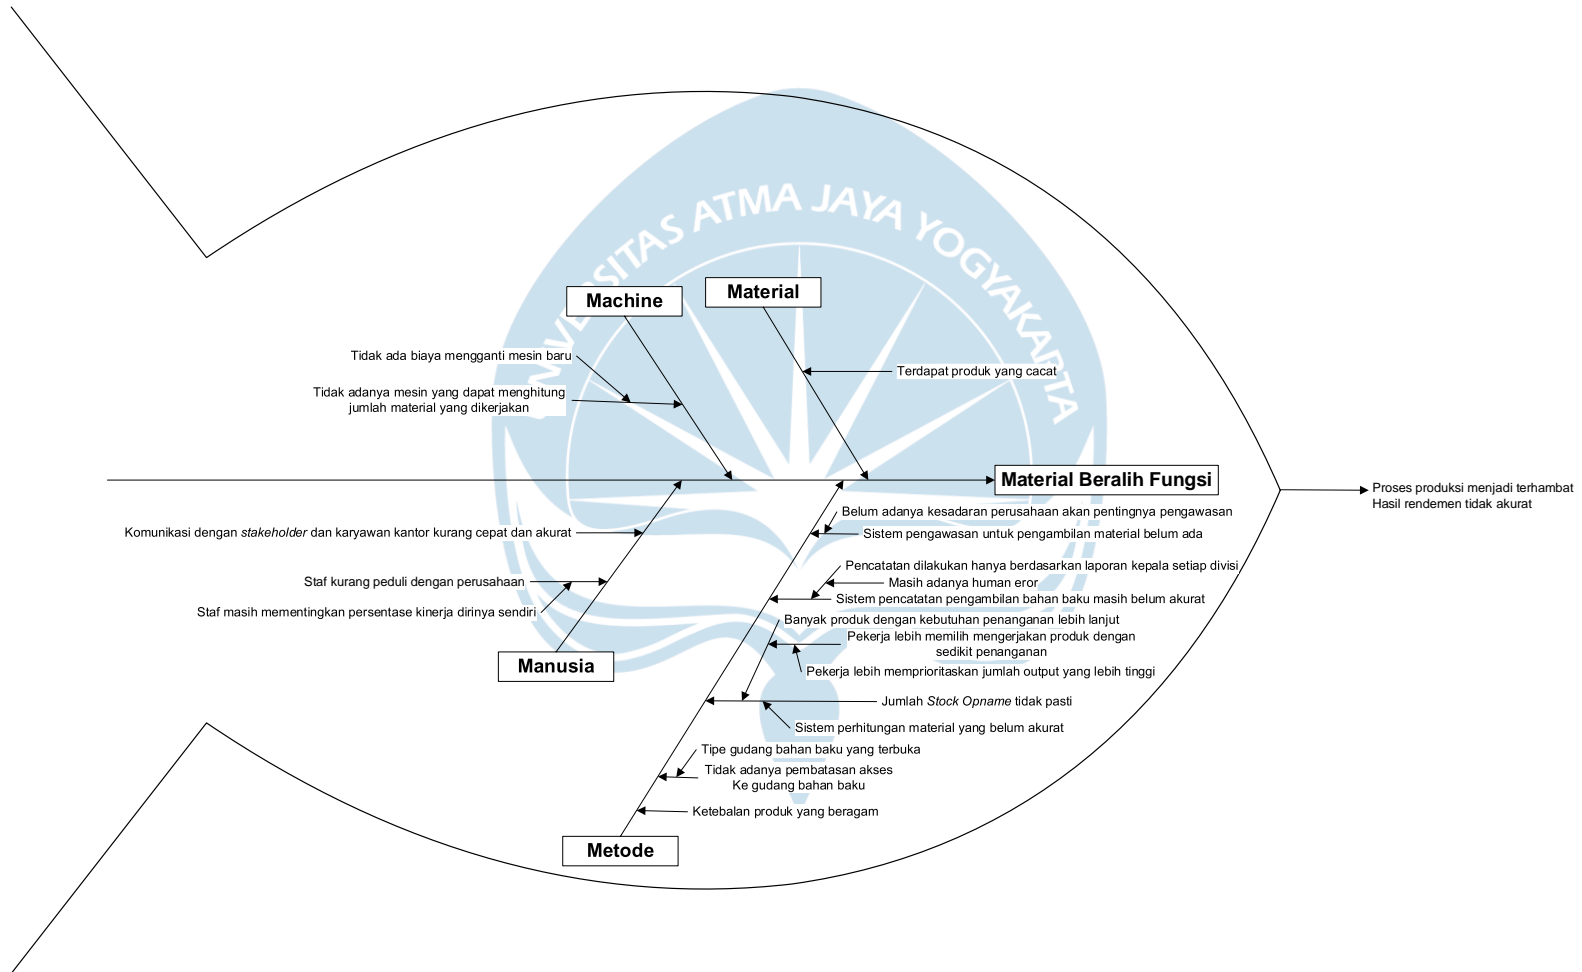 UNIVERSITAS ATMA JAYA YOGYAKARTA
Material
Machine
Tidak ada biaya mengganti mesin baru
Terdapat produk yang cacat
Tidak adanya mesin yang dapat menghitung
jumlah material yang dikerjakan
Material Beralih Fungsi
Proses produksi menjadi terhambat
Hasil rendemen tidak akurat
Komunikasi dengan stakeholder dan karyawan kantor kurang cepat dan akurat
Staf kurang peduli dengan perusahaan
Staf masih mementingkan persentase kinerja dirinya sendiri
Manusia
Belum adanya kesadaran perusahaan akan pentingnya pengawasan
Sistem pengawasan untuk pengambilan material belum ada
Pencatatan dilakukan hanya berdasarkan laporan kepala setiap divisi
Masih adanya human eror
Sistem pencatatan pengambilan bahan baku masih belum akurat
Banyak produk dengan kebutuhan penanganan lebih lanjut
Pekerja lebih memilih mengerjakan produk dengan
sedikit penanganan
Pekerja lebih memprioritaskan jumlah output yang lebih tinggi
Jumlah Stock Opname tidak pasti
Sistem perhitungan material yang belum akurat
Tipe gudang bahan baku yang terbuka
Tidak adanya pembatasan akses
Ke gudang bahan baku
Ketebalan produk yang beragam
Metode